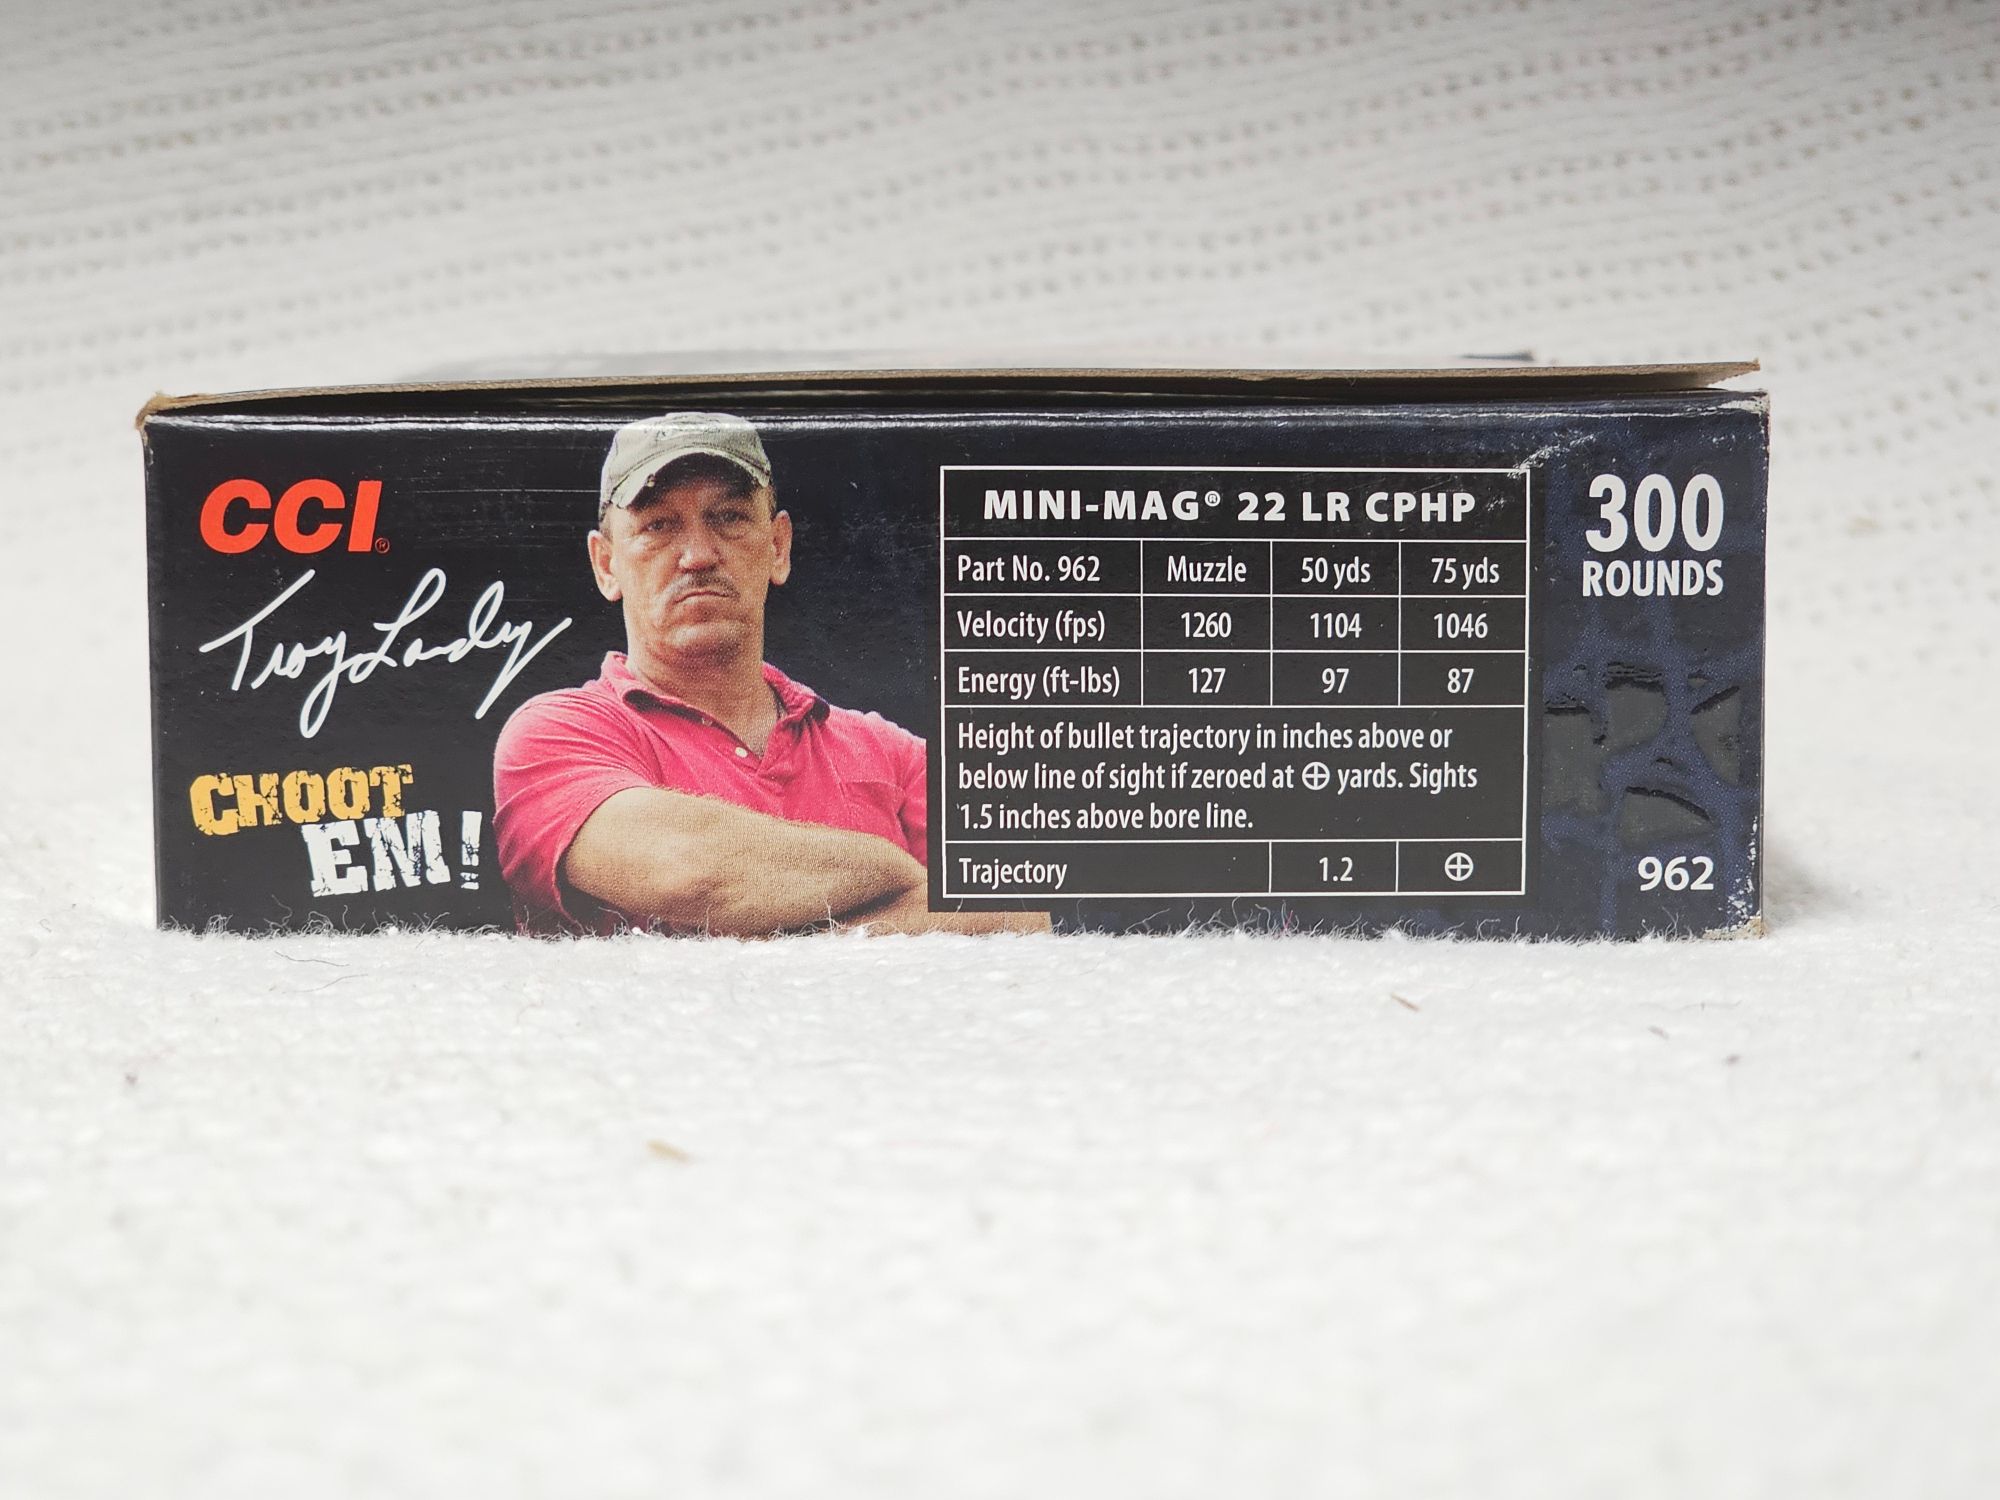 CCI®
Troy Landry
CHOOT
EM!
MINI-MAG® 22 LR CPHP
Part No. 962 Muzzle 50 yds 75 yds
Velocity (fps) 1260 1104 1046
Energy (ft-lbs) 127 97 87
Height of bullet trajectory in inches above or
below line of sight if zeroed at ⊕ yards. Sights
1.5 inches above bore line.
Trajectory 1.2 ⊕
300
ROUNDS
962